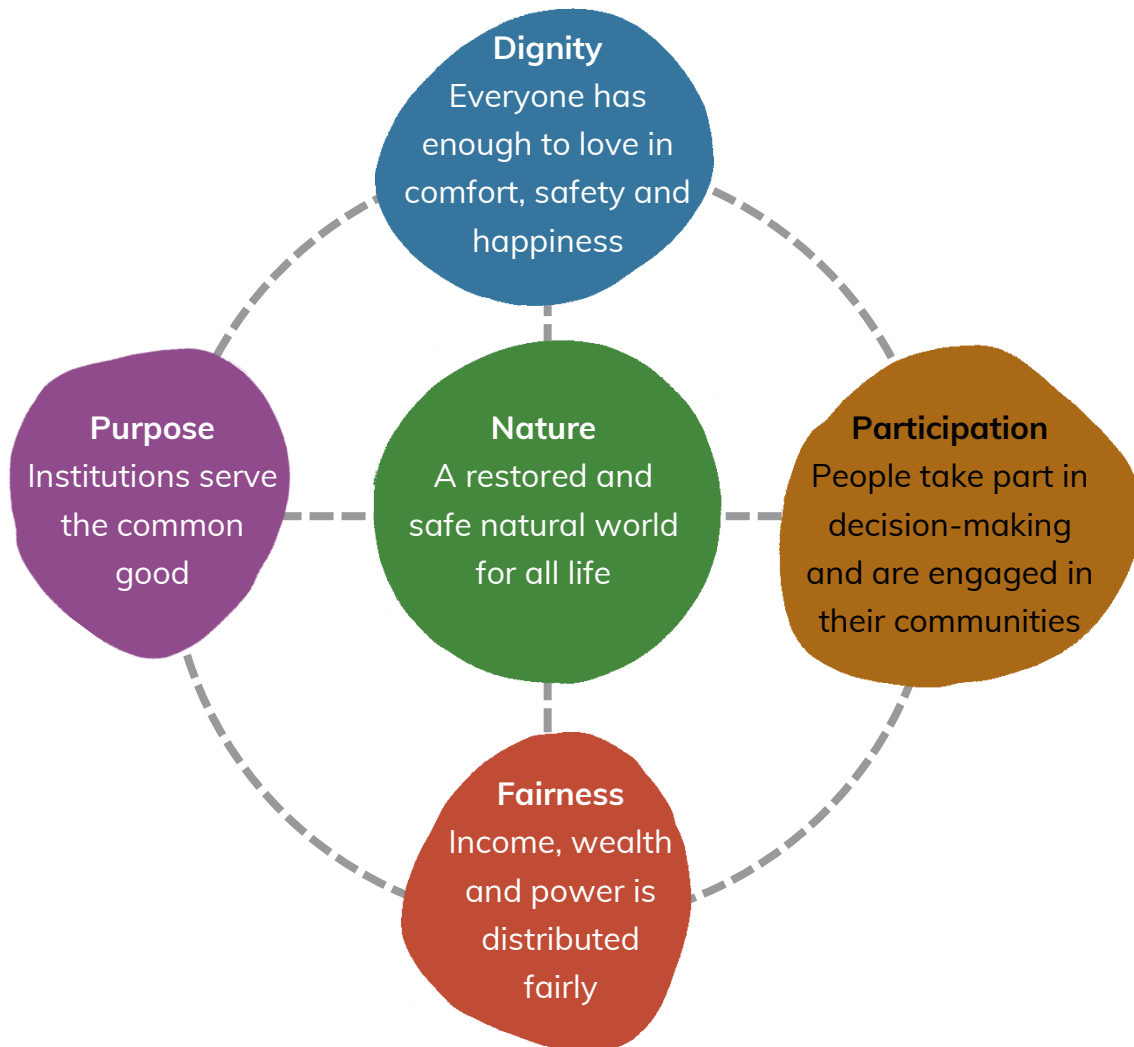 Dignity
Everyone has
enough to love in
comfort, safety and
happiness
Purpose
Institutions serve
the common
good
Nature
A restored and
safe natural world
for all life
Participation
People take part in
decision-making
and are engaged in
their communities
Fairness
Income, wealth
and power is
distributed
fairly